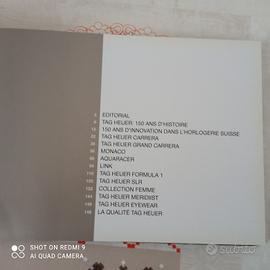 EDITORIAL
TAG HEUER: 150 ANS D'HISTOIRE
150 ANS D'INNOVATION DANS L'HORLOGERIE SUISSE
TAG HEUER CARRERA
TAG HEUER GRAND CARRERA
MONACO
AQUARACER
LINK
TAG HEUER FORMULA 1
TAG HEUER SLR
COLLECTION FEMME
TAG HEUER MERIDIIST
TAG HEUER EYEWEAR
LA QUALITÉ TAG HEUER
SHOT ON REDMI 9
AI QUAD CAMERA
subito